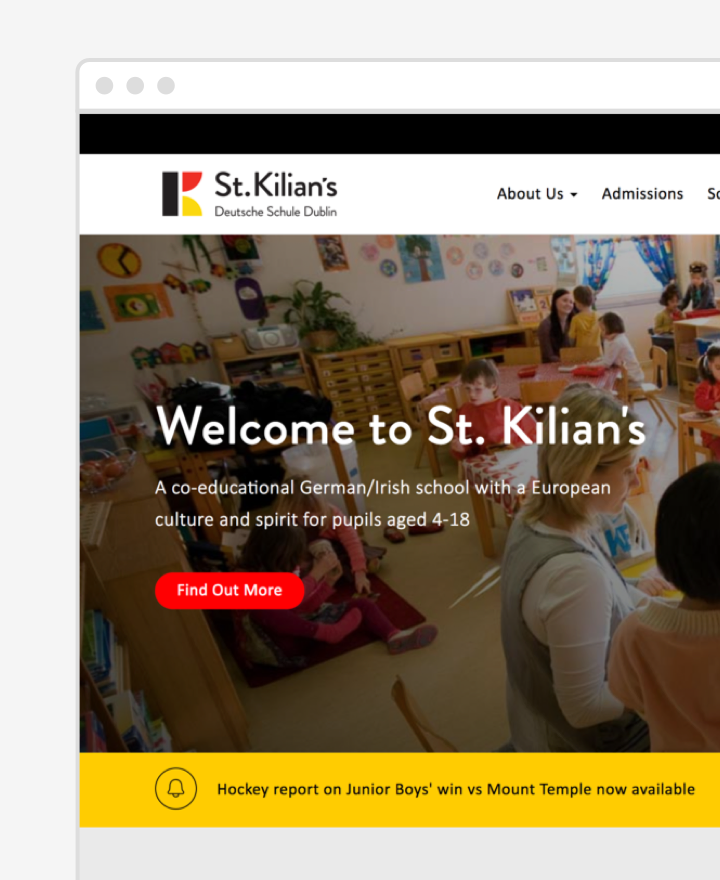 St.Kilian's
Deutsche Schule Dublin
About Us
Admissions
Welcome to St. Kilian's
A co-educational German/Irish school with a European
culture and spirit for pupils aged 4-18
Find Out More
Hockey report on Junior Boys' win vs Mount Temple now available